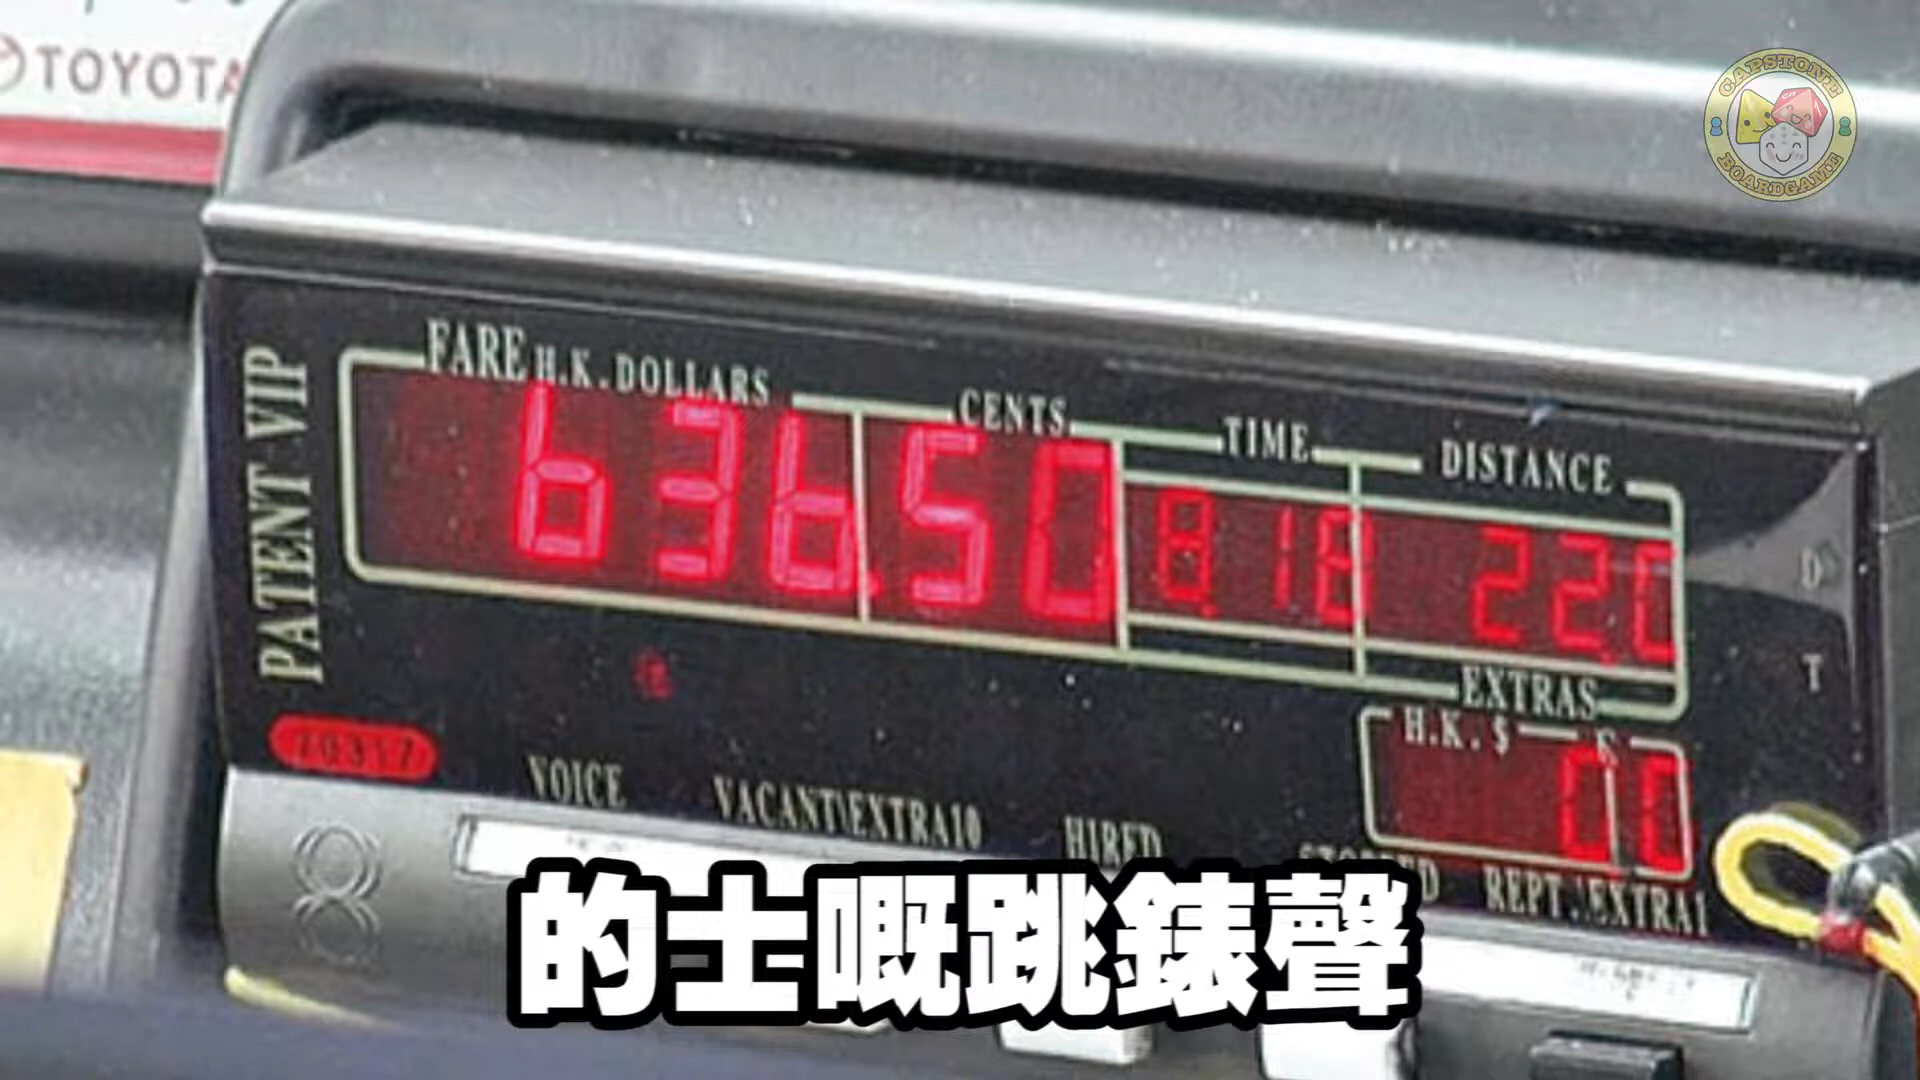 TOYOTA
CAPSTONE
BOARDGAME
PATENT VIP
FARE H.K.DOLLARS
CENTS
TIME
DISTANCE
636.50
8.18
22.0
D
T
EXTRAS
H.K.$
00
VOICE
VACANT\EXTRA10
HIRED
REPT.\EXTRA1
的士嘅跳錶聲